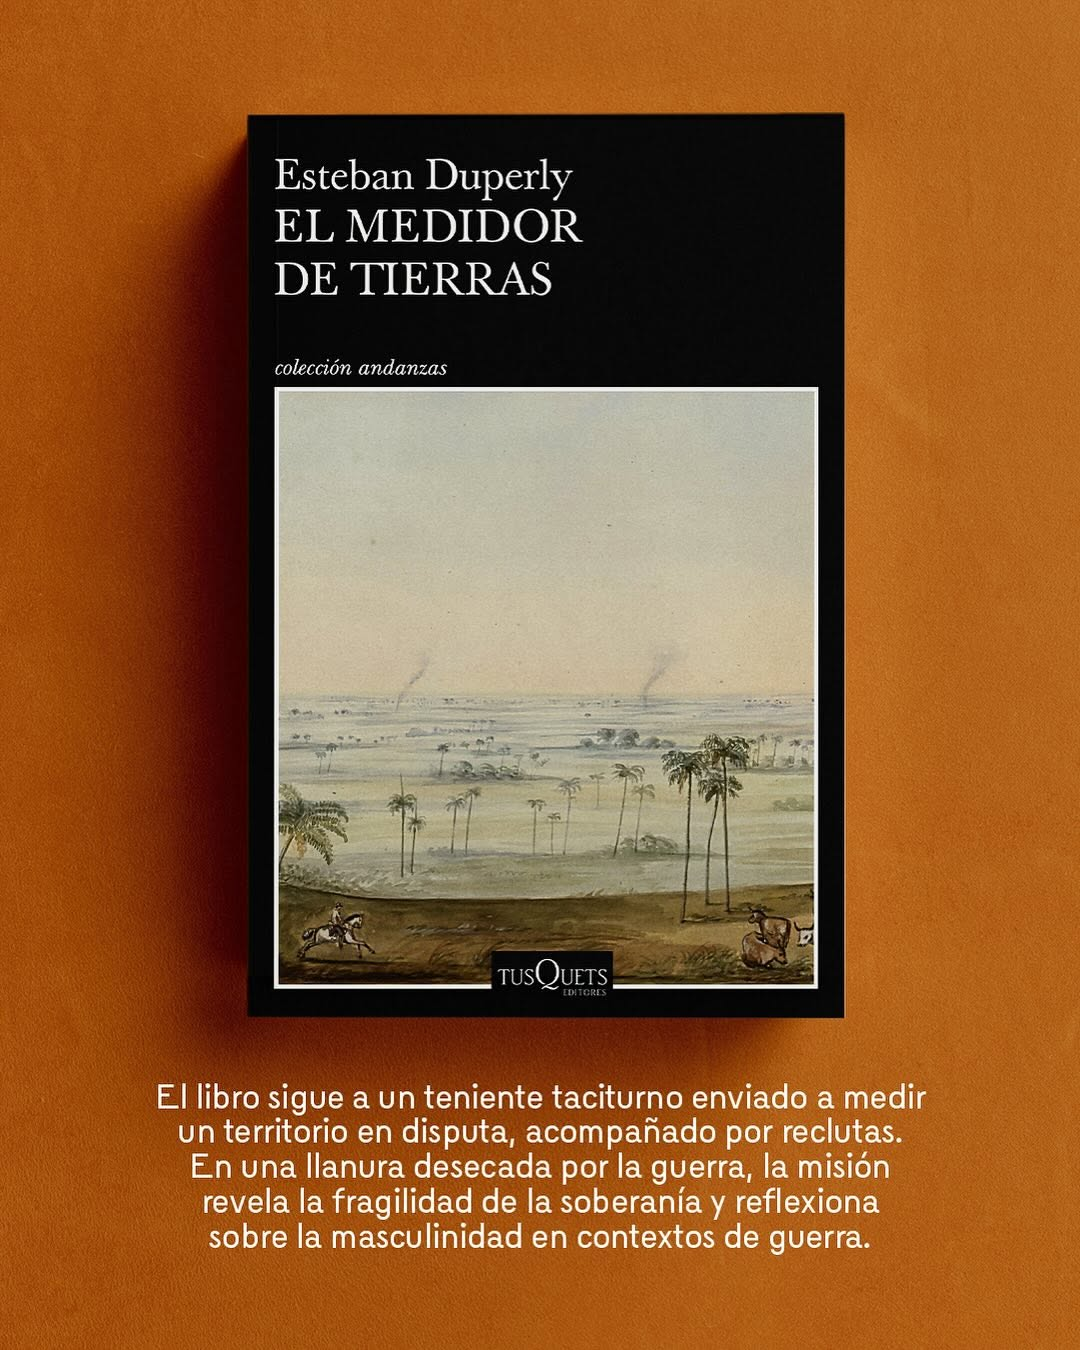 Esteban Duperly
EL MEDIDOR
DE TIERRAS
colección andanzas
TUSQUETS
EDITORES
El libro sigue a un teniente taciturno enviado a medir
un territorio en disputa, acompañado por reclutas.
En una llanura desecada por la guerra, la misión
revela la fragilidad de la soberanía y reflexiona
sobre la masculinidad en contextos de guerra.